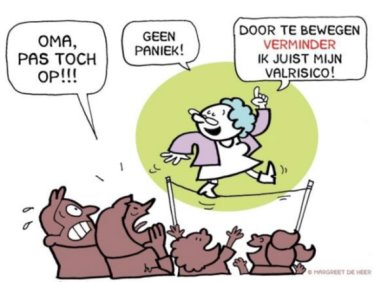 OMA,
PAS TOCH
OP!!!
GEEN
PANIEK!
DOOR TE BEWEGEN
VERMINDER
IK JUIST MIJN
VALRISICO!
© MARGREET DE HEER